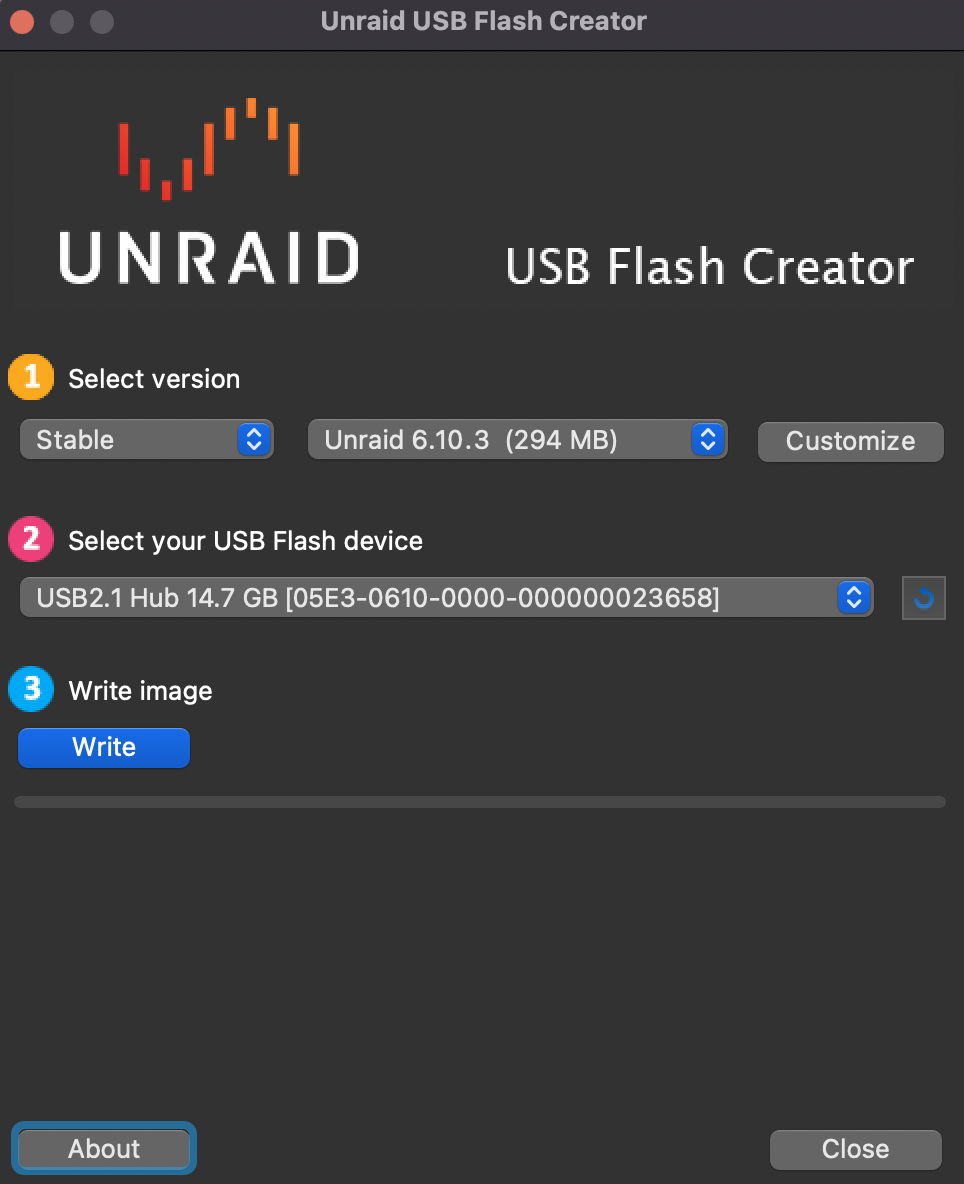 Unraid USB Flash Creator
UNRAID
USB Flash Creator
1 Select version
Stable Unraid 6.10.3 (294 MB) Customize
2 Select your USB Flash device
USB2.1 Hub 14.7 GB [05E3-0610-0000-000000023658]
3 Write image
Write
About Close